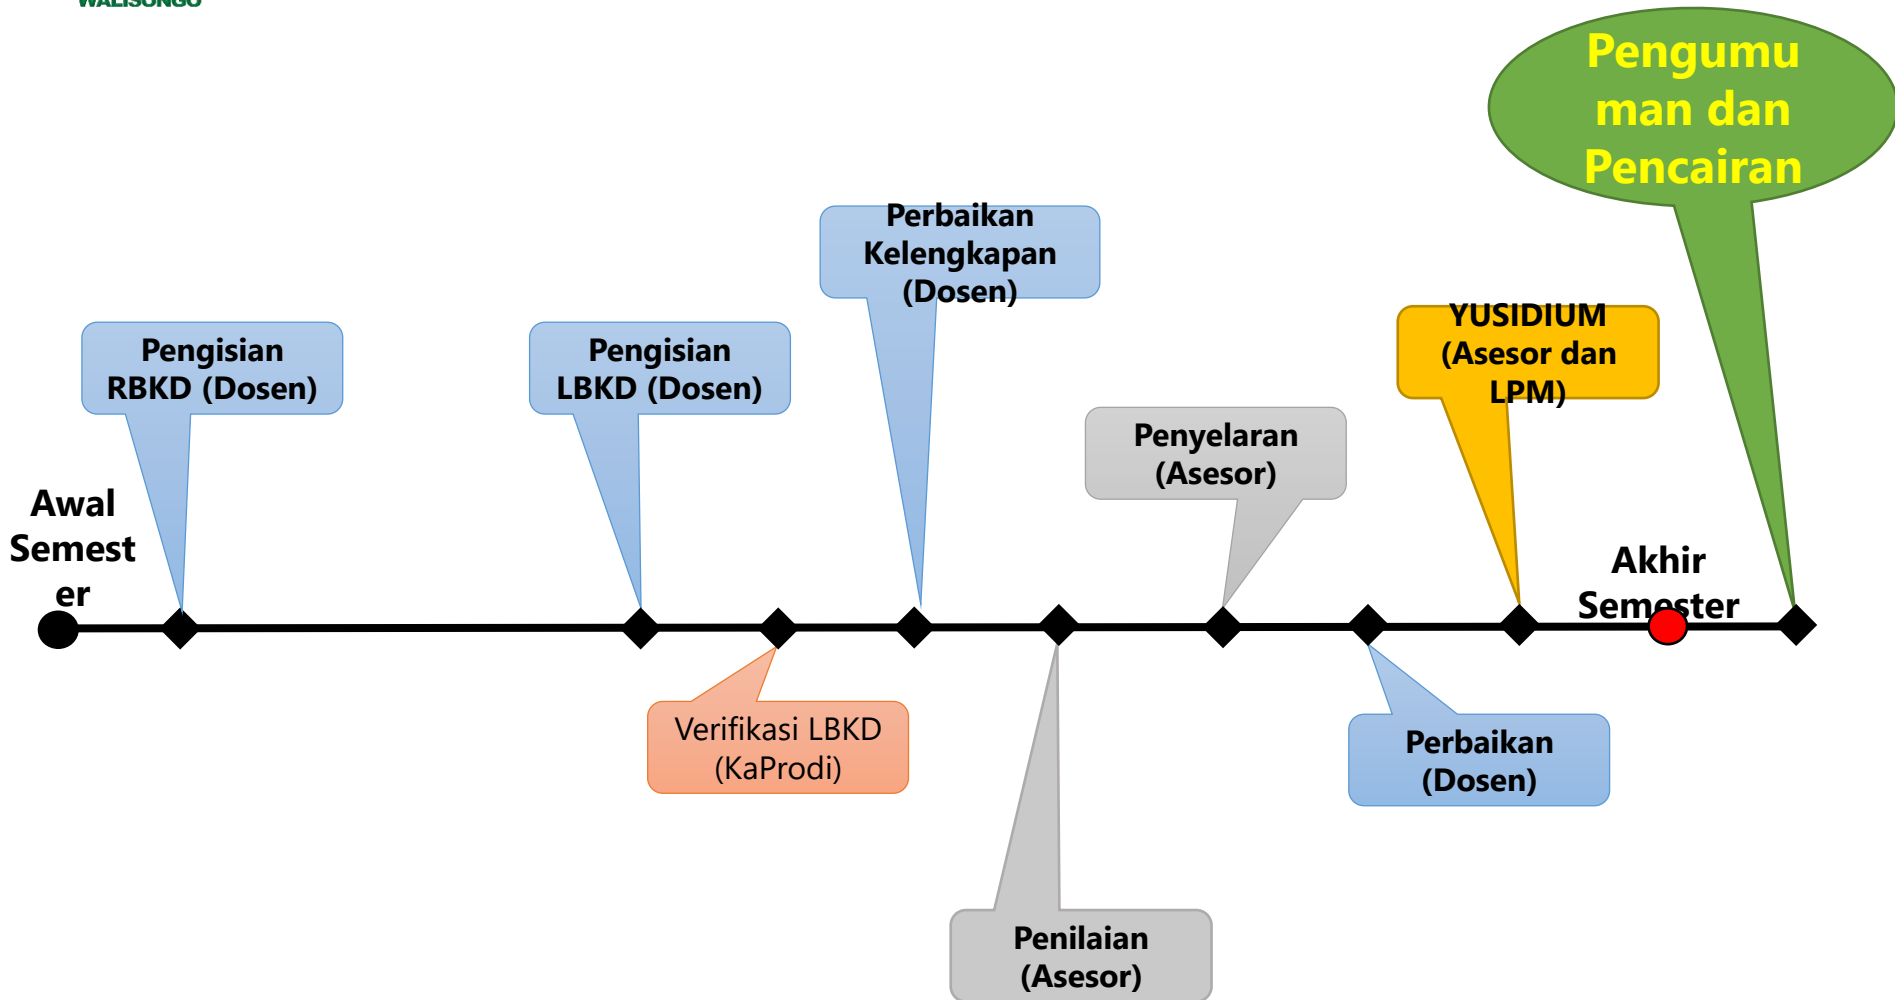 WALISONGO
Pengumu
man dan
Pencairan
Perbaikan
Kelengkapan
(Dosen)
Pengisian
RBKD (Dosen)
Pengisian
LBKD (Dosen)
YUSIDIUM
(Asesor dan
LPM)
Penyelaran
(Asesor)
Awal
Semest
er
Akhir
Semester
Verifikasi LBKD
(KaProdi)
Perbaikan
(Dosen)
Penilaian
(Asesor)